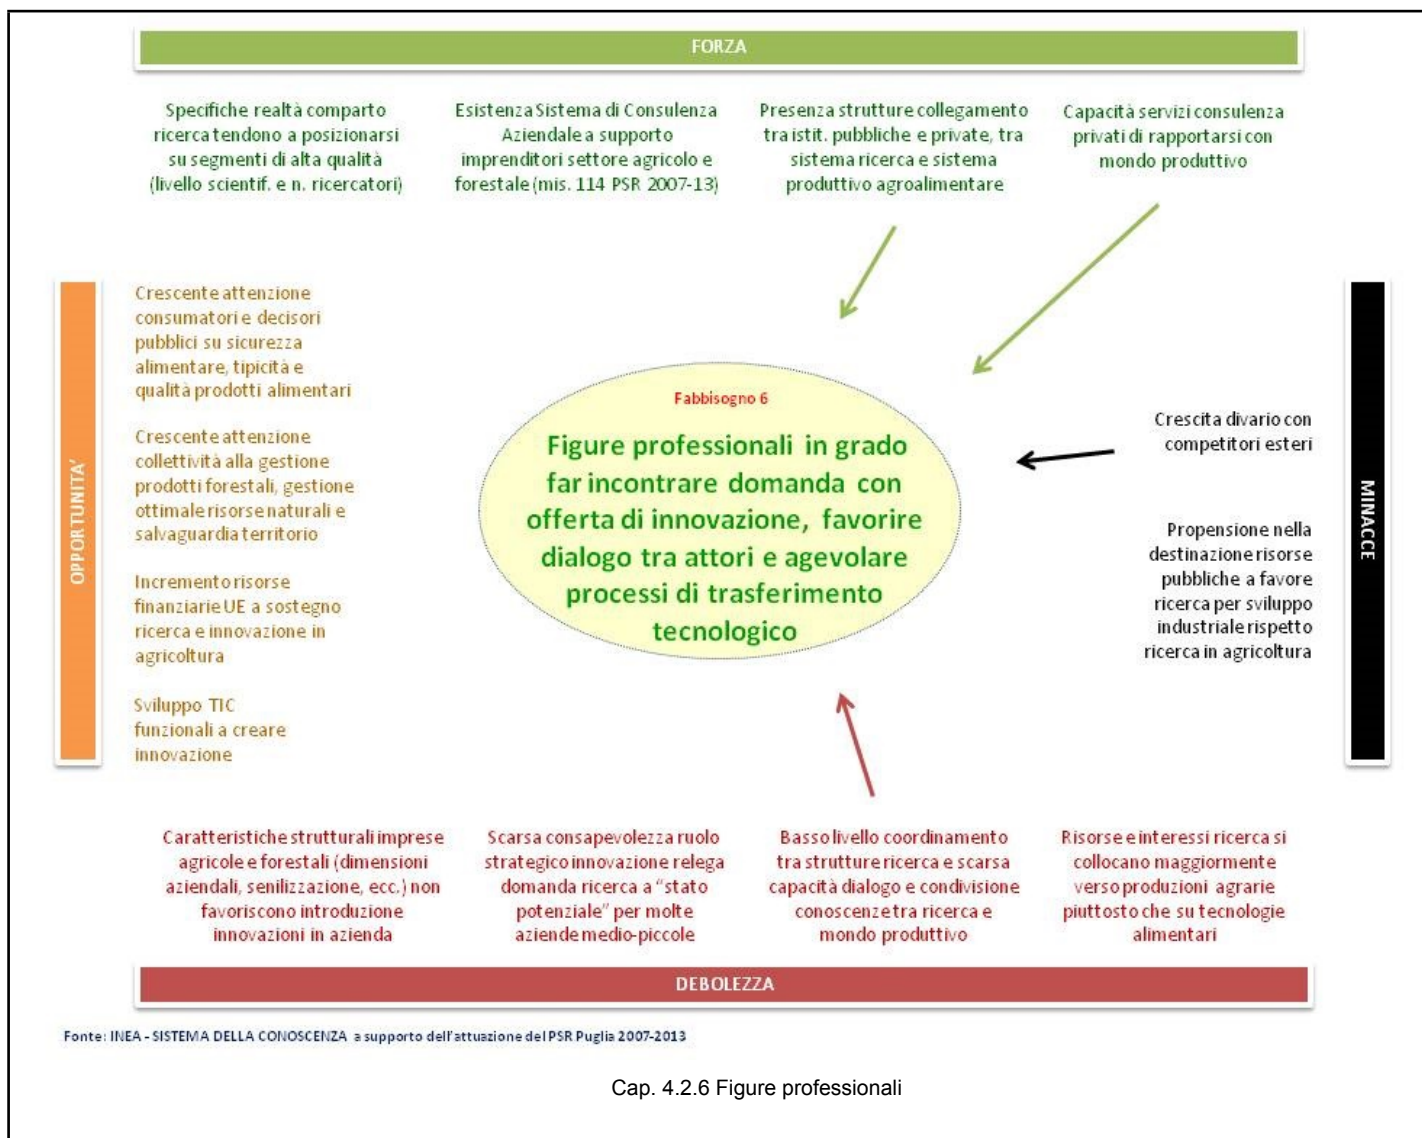 FORZA
Specifiche realtà comparto
ricerca tendono a posizionarsi
su segmenti di alta qualità
(livello scientif. e n. ricercatori)
Esistenza Sistema di Consulenza
Aziendale a supporto
imprenditori settore agricolo e
forestale (mis. 114 PSR 2007-13)
Presenza strutture collegamento
tra istit. pubbliche e private, tra
sistema ricerca e sistema
produttivo agroalimentare
Capacità servizi consulenza
privati di rapportarsi con
mondo produttivo
OPPORTUNITA'
Crescente attenzione
consumatori e decisori
pubblici su sicurezza
alimentare, tipicità e
qualità prodotti alimentari
Crescente attenzione
collettività alla gestione
prodotti forestali, gestione
ottimale risorse naturali e
salvaguardia territorio
Incremento risorse
finanziarie UE a sostegno
ricerca e innovazione in
agricoltura
Sviluppo TIC
funzionali a creare
innovazione
Fabbisogno 6
Figure professionali in grado
far incontrare domanda con
offerta di innovazione, favorire
dialogo tra attori e agevolare
processi di trasferimento
tecnologico
Crescita divario con
competitori esteri
Propensione nella
destinazione risorse
pubbliche a favore
ricerca per sviluppo
industriale rispetto
ricerca in agricoltura
MINACCE
Caratteristiche strutturali imprese
agricole e forestali (dimensioni
aziendali, senilizzazione, ecc.) non
favoriscono introduzione
innovazioni in azienda
Scarsa consapevolezza ruolo
strategico innovazione relega
domanda ricerca a "stato
potenziale" per molte
aziende medio-piccole
Basso livello coordinamento
tra strutture ricerca e scarsa
capacità dialogo e condivisione
conoscenze tra ricerca e
mondo produttivo
Risorse e interessi ricerca si
collocano maggiormente
verso produzioni agrarie
piuttosto che su tecnologie
alimentari
DEBOLEZZA
Fonte: INEA - SISTEMA DELLA CONOSCENZA a supporto dell'attuazione del PSR Puglia 2007-2013
Cap. 4.2.6 Figure professionali